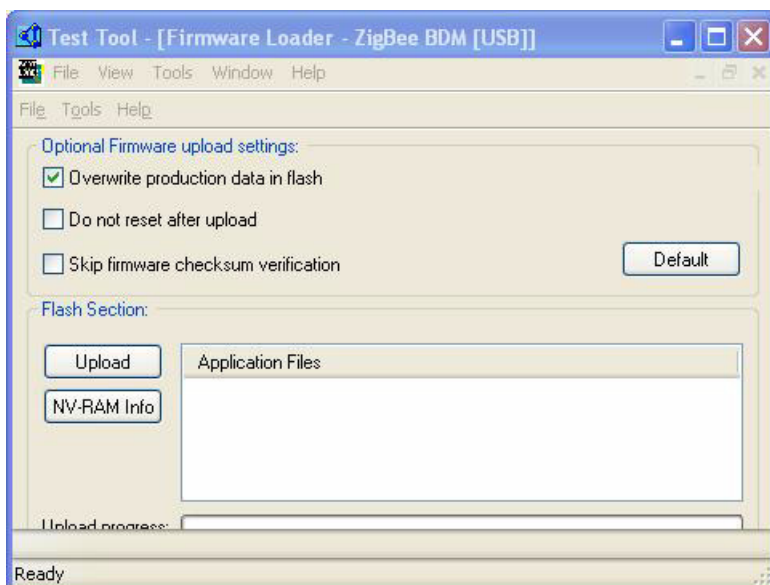 Test Tool - [Firmware Loader - ZigBee BDM [USB]]
File View Tools Window Help
File Tools Help
Optional Firmware upload settings:
Overwrite production data in flash
Do not reset after upload
Skip firmware checksum verification
Default
Flash Section:
Upload
Application Files
NV-RAM Info
Upload progress:
Ready